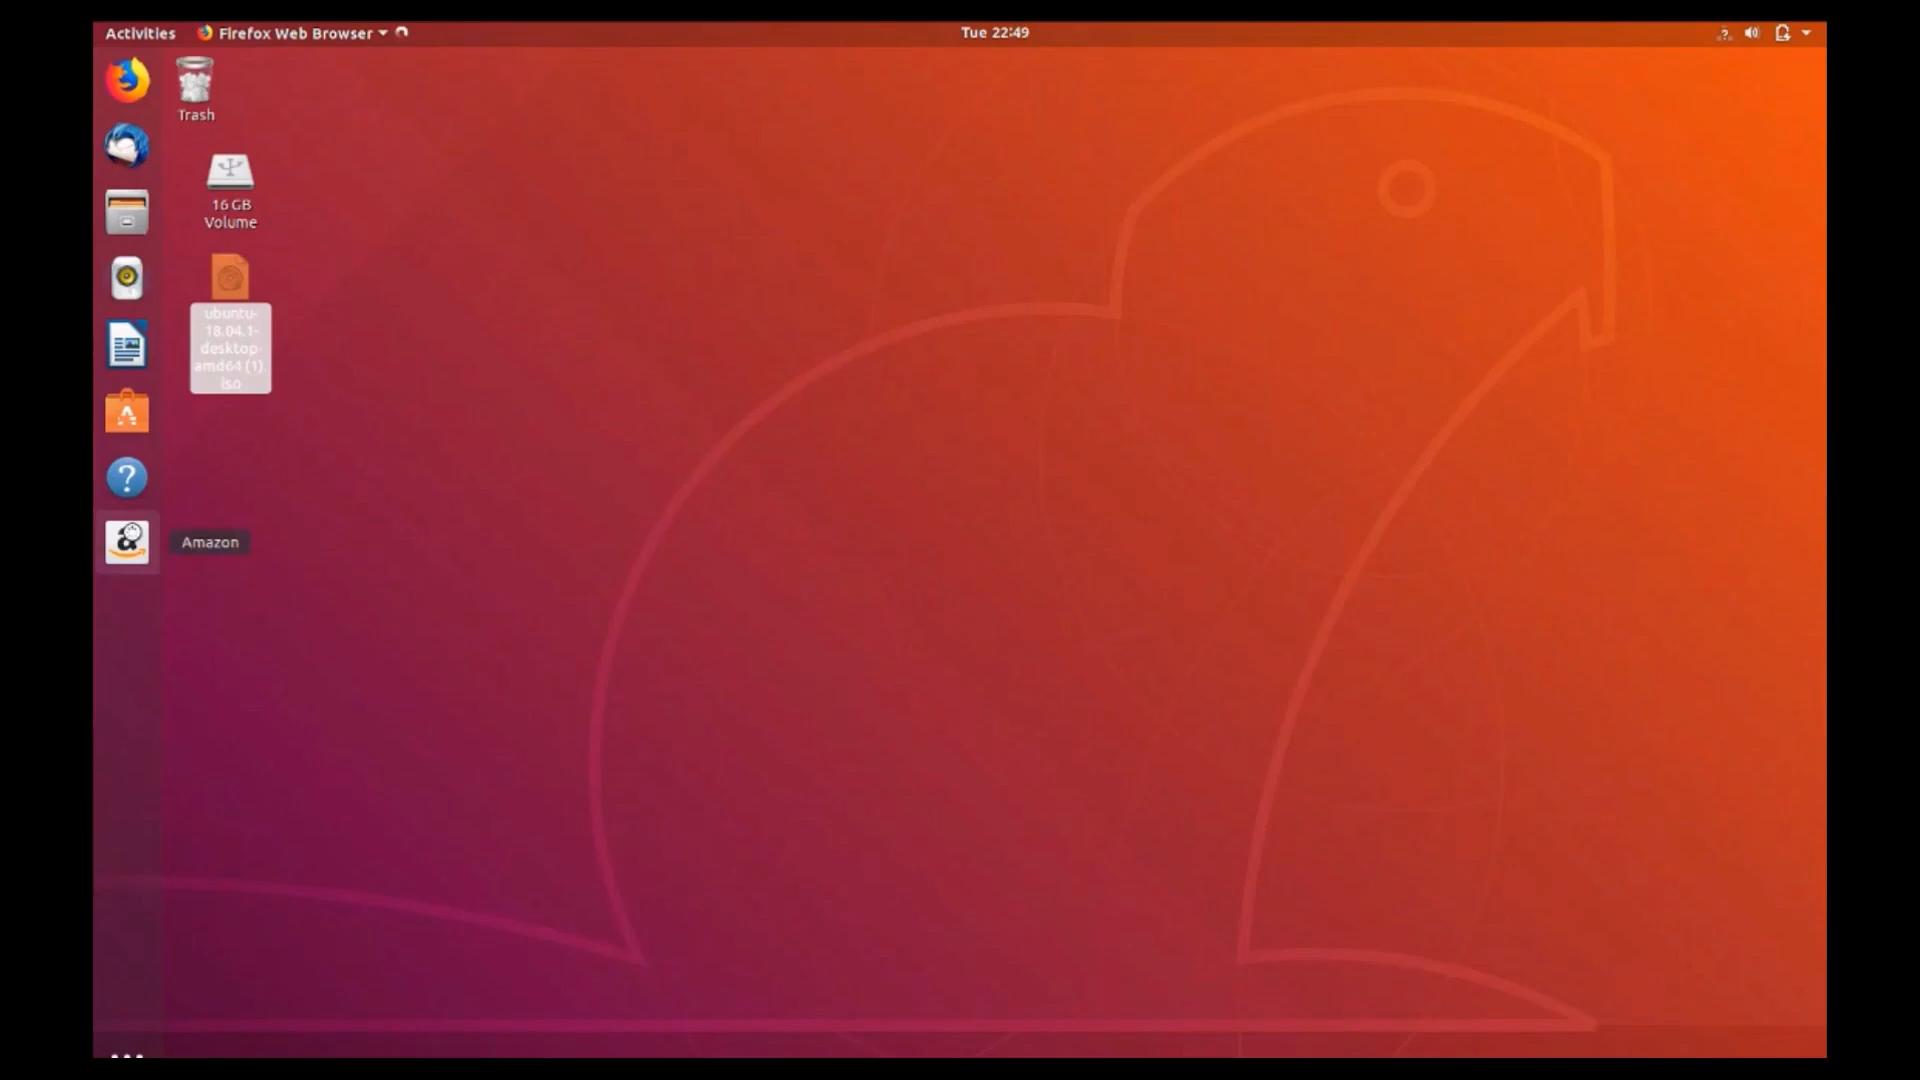 Activities
Firefox Web Browser
Tue 22:49
Trash
16 GB
Volume
ubuntu-
18.04.1-
desktop-
amd64 (1).
iso
Amazon